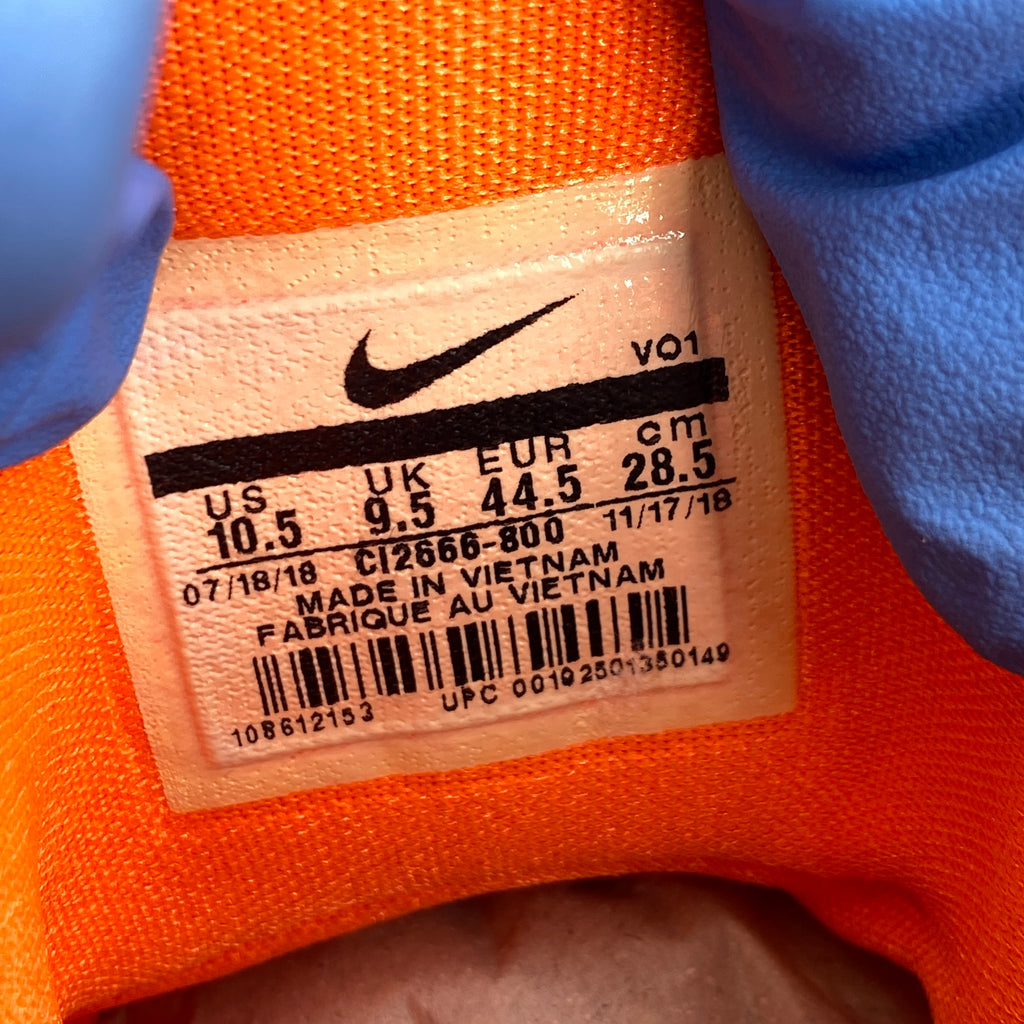 VO1
US UK EUR cm
10.5 9.5 44.5 28.5
07/18/18 CI2666-800 11/17/18
MADE IN VIETNAM
FABRIQUE AU VIETNAM
108612153 UPC 00192501350149